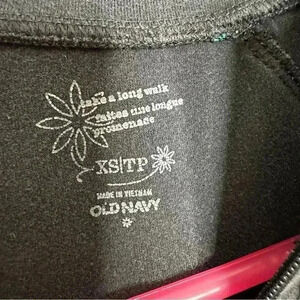 take a long walk
faites une longue
promenade
XS|TP
MADE IN VIETNAM
OLD NAVY